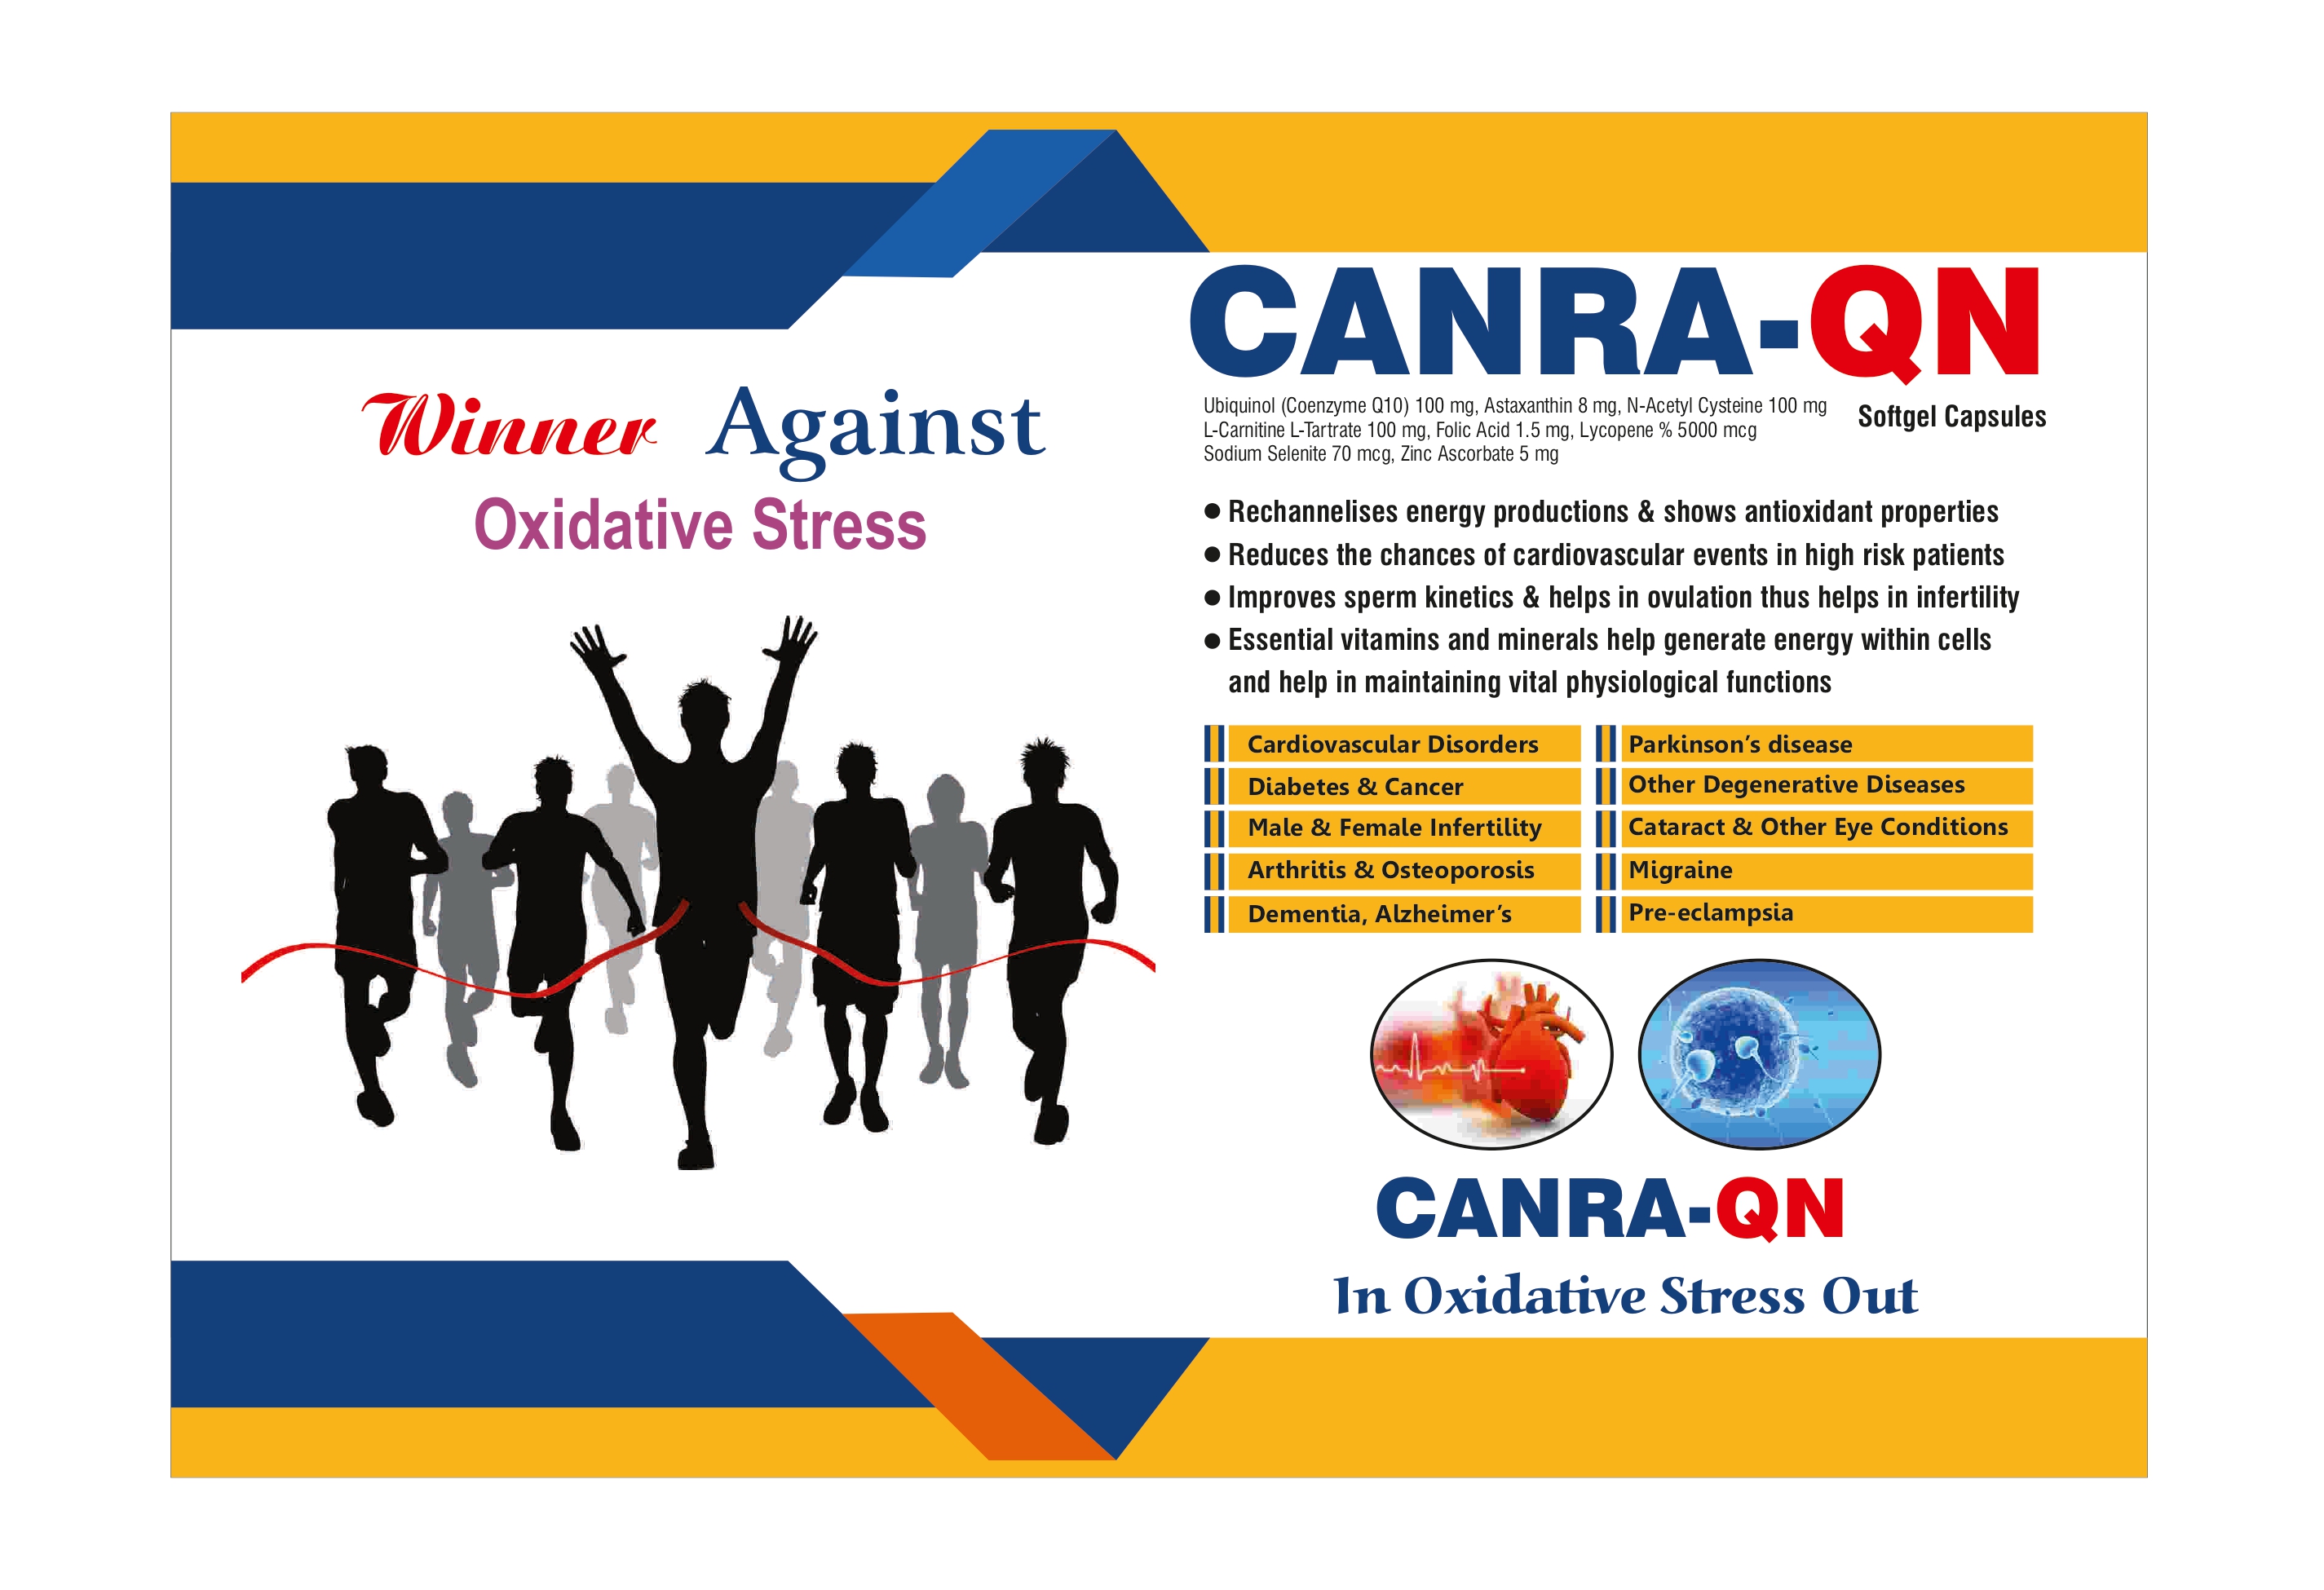 Winner Against
Oxidative Stress
CANRA-QN
Ubiquinol (Coenzyme Q10) 100 mg, Astaxanthin 8 mg, N-Acetyl Cysteine 100 mg
L-Carnitine L-Tartrate 100 mg, Folic Acid 1.5 mg, Lycopene % 5000 mcg
Sodium Selenite 70 mcg, Zinc Ascorbate 5 mg
Softgel Capsules
● Rechannelises energy productions & shows antioxidant properties
● Reduces the chances of cardiovascular events in high risk patients
● Improves sperm kinetics & helps in ovulation thus helps in infertility
● Essential vitamins and minerals help generate energy within cells
and help in maintaining vital physiological functions
Cardiovascular Disorders
Diabetes & Cancer
Male & Female Infertility
Arthritis & Osteoporosis
Dementia, Alzheimer’s
Parkinson’s disease
Other Degenerative Diseases
Cataract & Other Eye Conditions
Migraine
Pre-eclampsia
CANRA-QN
In Oxidative Stress Out